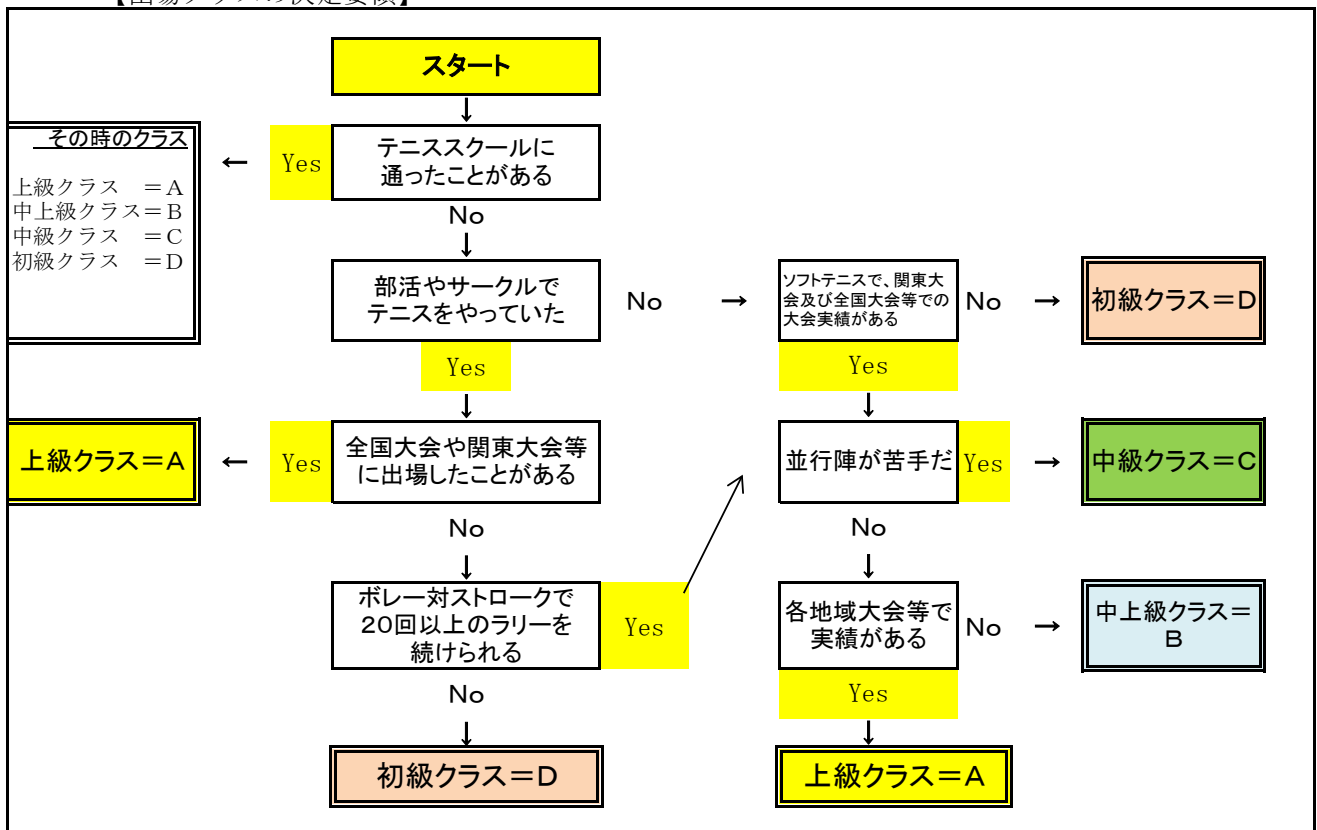 スタート
テニススクールに
通ったことがある
Yes
←
その時のクラス
上級クラス ＝Ａ
中上級クラス＝Ｂ
中級クラス ＝Ｃ
初級クラス ＝Ｄ
No
部活やサークルで
テニスをやっていた
No
→
ソフトテニスで、関東大
会及び全国大会等での
大会実績がある
No
→
初級クラス＝D
Yes
Yes
全国大会や関東大会等
に出場したことがある
Yes
←
上級クラス＝A
並行陣が苦手だ
Yes
→
中級クラス＝C
No
No
ボレー対ストロークで
20回以上のラリーを
続けられる
Yes
各地域大会等で
実績がある
No
→
中上級クラス＝
B
No
Yes
初級クラス＝D
上級クラス＝A